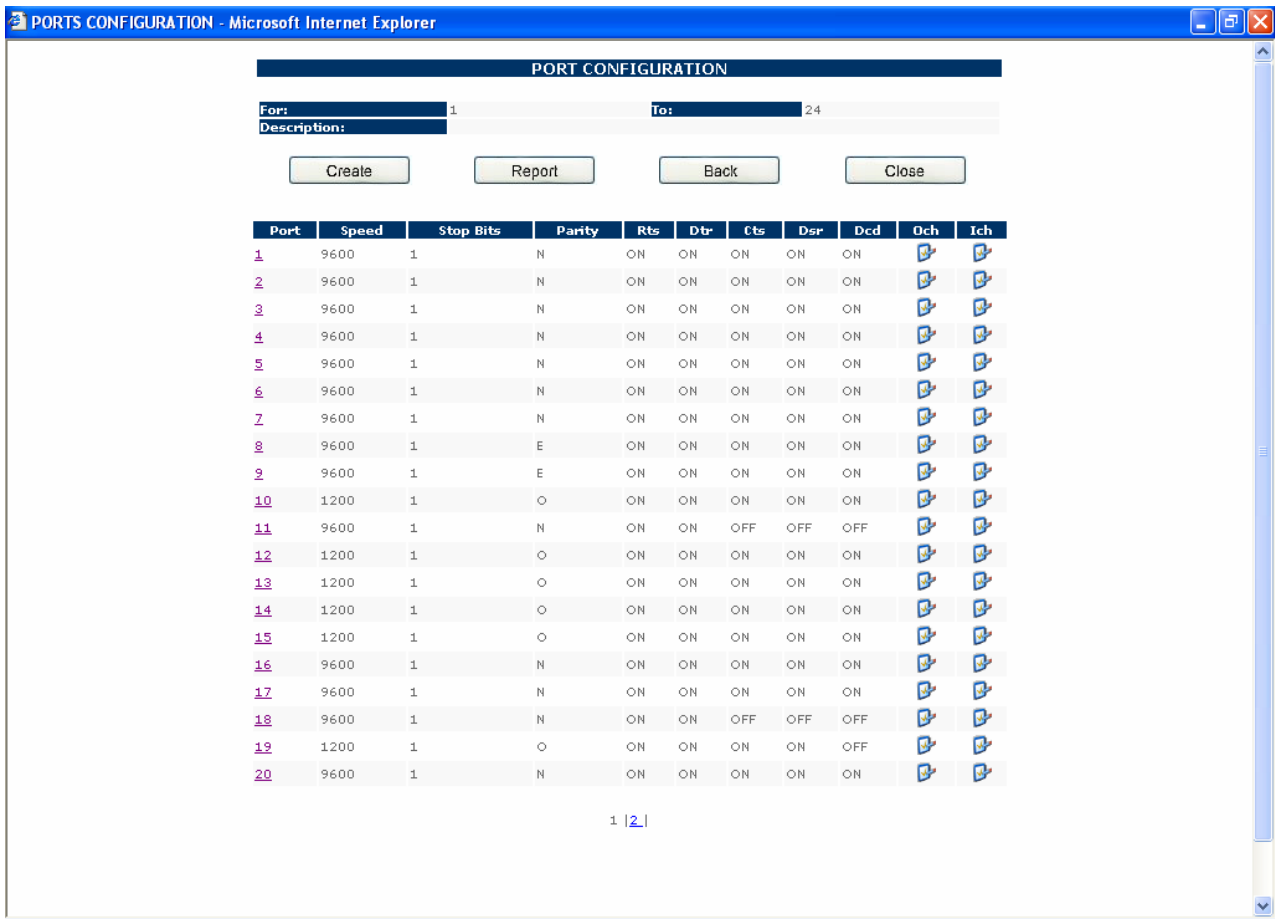 PORTS CONFIGURATION - Microsoft Internet Explorer
PORT CONFIGURATION
For: 1 To: 24
Description:
Create Report Back Close
Port Speed Stop Bits Parity Rts Dtr Cts Dsr Dcd Och Ich
1 9600 1 N ON ON ON ON ON
2 9600 1 N ON ON ON ON ON
3 9600 1 N ON ON ON ON ON
4 9600 1 N ON ON ON ON ON
5 9600 1 N ON ON ON ON ON
6 9600 1 N ON ON ON ON ON
7 9600 1 N ON ON ON ON ON
8 9600 1 E ON ON ON ON ON
9 9600 1 E ON ON ON ON ON
10 1200 1 O ON ON ON ON ON
11 9600 1 N ON ON OFF OFF OFF
12 1200 1 O ON ON ON ON ON
13 1200 1 O ON ON ON ON ON
14 1200 1 O ON ON ON ON ON
15 1200 1 O ON ON ON ON ON
16 9600 1 N ON ON ON ON ON
17 9600 1 N ON ON ON ON ON
18 9600 1 N ON ON OFF OFF OFF
19 1200 1 O ON ON ON ON OFF
20 9600 1 N ON ON ON ON ON
1 |2 |